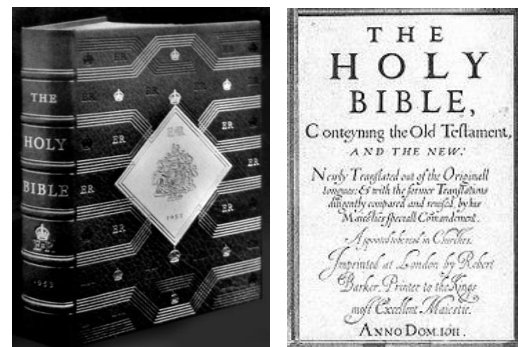 THE
HOLY
BIBLE
1953
ER
ER
ER
ER
ER
ER
ER
1953
THE
HOLY
BIBLE,
Conteyning the Old Testament,
AND THE NEW:
Newly Translated out of the Originall
tongues: & with the former Translations
diligently compared and reuised, by his
Maiesties speciall Comandement.
Appointed to be read in Churches.
Imprinted at London by Robert
Barker, Printer to the Kings
most Excellent Maiestie.
ANNO DOM. 1611.